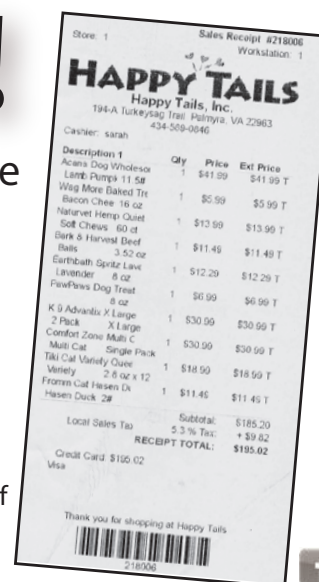 e
f
Store: 1 Sales Receipt #218006
Workstation: 1
HAPPY TAILS
Happy Tails, Inc.
194-A Turkeysag Trail Palmyra, VA 22963
434-589-0846
Cashier: sarah
Description 1 Qty Price Ext Price
Acana Dog Wholesor 1 $41.99 $41.99 T
Lamb Pumpk 11.5#
Wag More Baked Tre 1 $5.99 $5.99 T
Bacon Chee 16 oz
Naturvet Hemp Quiet 1 $13.99 $13.99 T
Soft Chews 60 ct
Bark & Harvest Beef 1 $11.49 $11.49 T
Balls 3.52 oz
Earthbath Spritz Lave 1 $12.29 $12.29 T
Lavender 8 oz
PawPaws Dog Treat 1 $6.99 $6.99 T
8 oz
K 9 Advantix X Large 1 $30.99 $30.99 T
2 Pack X Large
Comfort Zone Multi C 1 $30.99 $30.99 T
Multi Cat Single Pack
Tiki Cat Variety Quee 1 $18.99 $18.99 T
Variety 2.8 oz x 12
Fromm Cat Hasen Du 1 $11.49 $11.49 T
Hasen Duck 2#
Subtotal: $185.20
Local Sales Tax 5.3 % Tax: + $9.82
RECEIPT TOTAL: $195.02
Credit Card: $195.02
Visa
Thank you for shopping at Happy Tails
218006